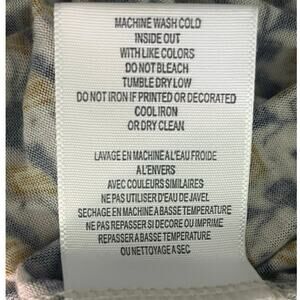 MACHINE WASH COLD
INSIDE OUT
WITH LIKE COLORS
DO NOT BLEACH
TUMBLE DRY LOW
DO NOT IRON IF PRINTED OR DECORATED
COOL IRON
OR DRY CLEAN
LAVAGE EN MACHINE A L'EAU FROIDE
A L'ENVERS
AVEC COULEURS SIMILAIRES
NE PAS UTILISER D'EAU DE JAVEL
SECHAGE EN MACHINE A BASSE TEMPERATURE
NE PAS REPASSER SI DECORE OU IMPRIME
REPASSER A BASSE TEMPERATURE
OU NETTOYAGE A SEC